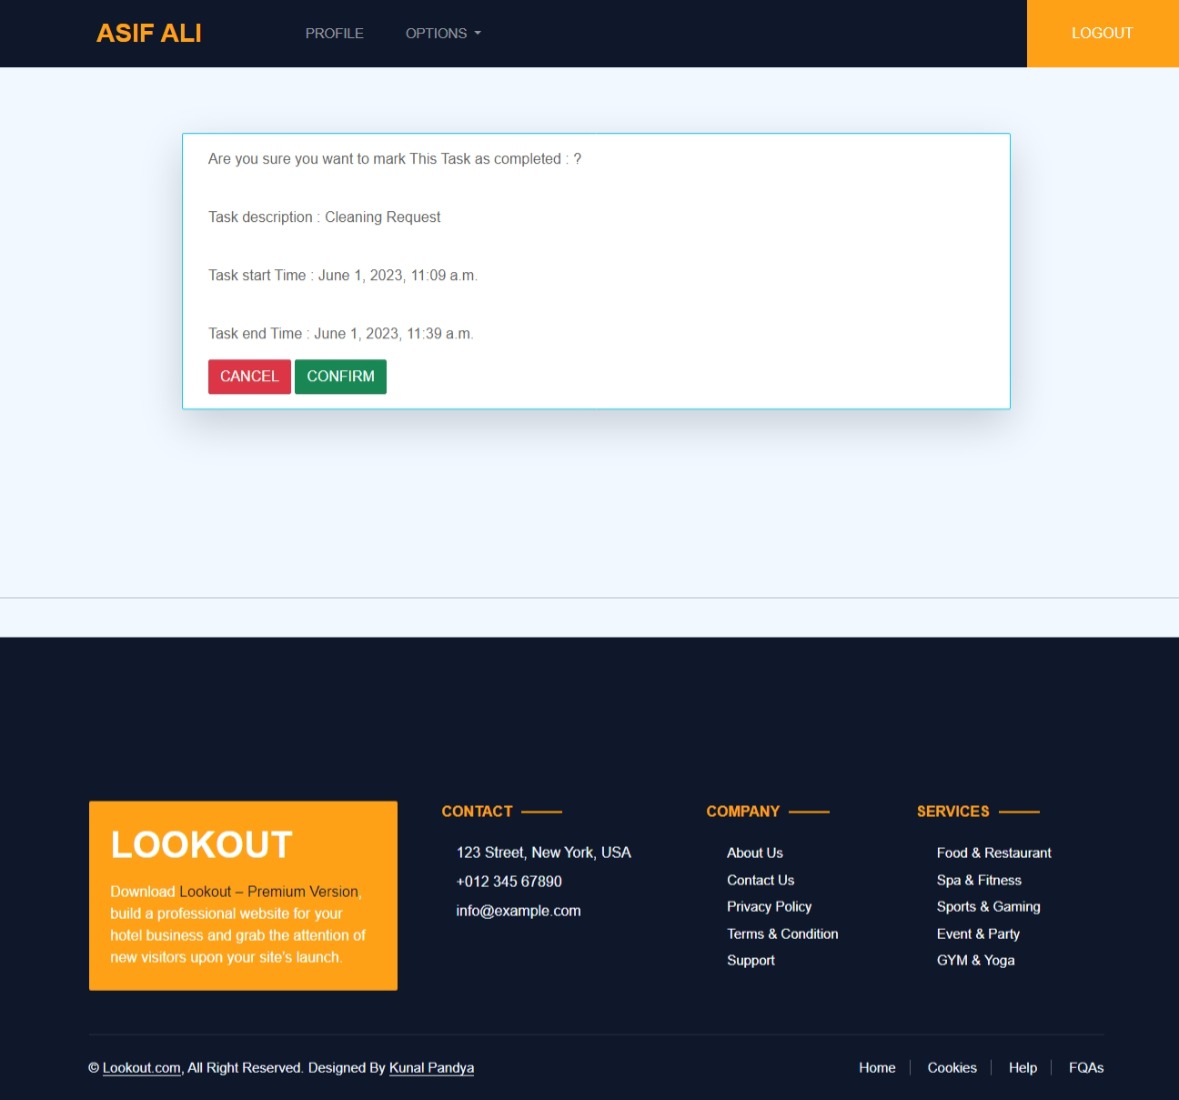 ASIF ALI
PROFILE
OPTIONS
LOGOUT
Are you sure you want to mark This Task as completed : ?
Task description : Cleaning Request
Task start Time : June 1, 2023, 11:09 a.m.
Task end Time : June 1, 2023, 11:39 a.m.
CANCEL CONFIRM
LOOKOUT
Download Lookout – Premium Version,
build a professional website for your
hotel business and grab the attention of
new visitors upon your site's launch.
CONTACT
123 Street, New York, USA
+012 345 67890
info@example.com
COMPANY
About Us
Contact Us
Privacy Policy
Terms & Condition
Support
SERVICES
Food & Restaurant
Spa & Fitness
Sports & Gaming
Event & Party
GYM & Yoga
© Lookout.com, All Right Reserved. Designed By Kunal Pandya
Home
Cookies
Help
FQAs